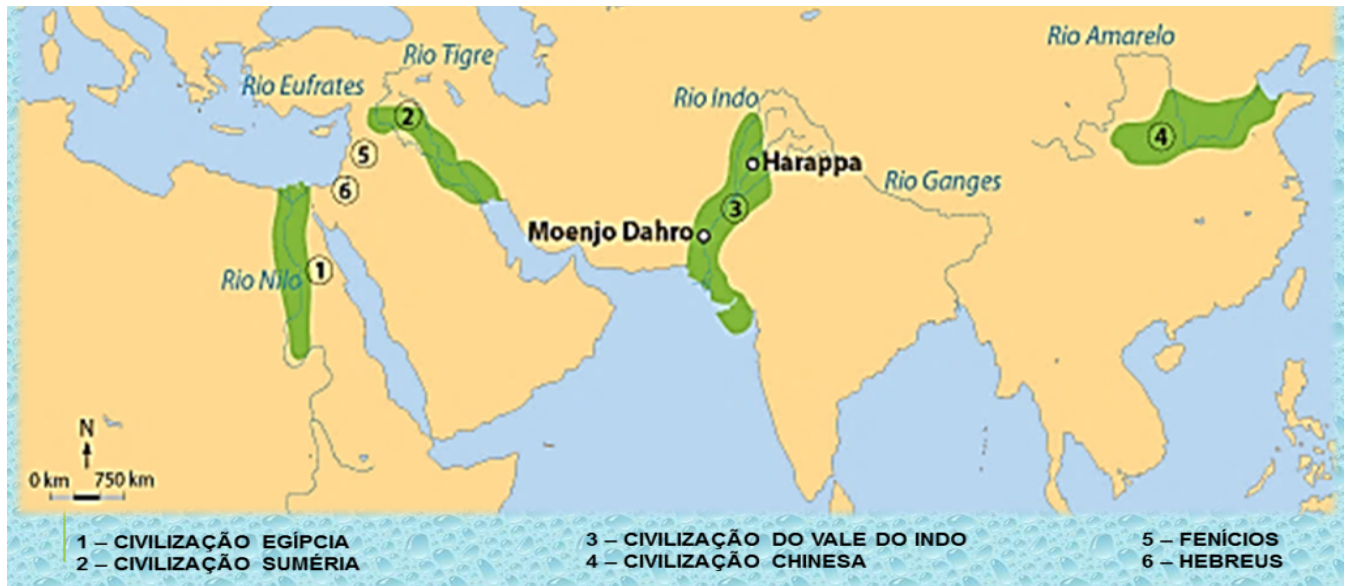 Rio Amarelo
Rio Tigre
Rio Eufrates
Rio Indo
2
4
5
Harappa
6
Rio Ganges
3
Moenjo Dahro
1
Rio Nilo
N
0 km 750 km
1 – CIVILIZAÇÃO EGÍPCIA
2 – CIVILIZAÇÃO SUMÉRIA
3 – CIVILIZAÇÃO DO VALE DO INDO
4 – CIVILIZAÇÃO CHINESA
5 – FENÍCIOS
6 – HEBREUS